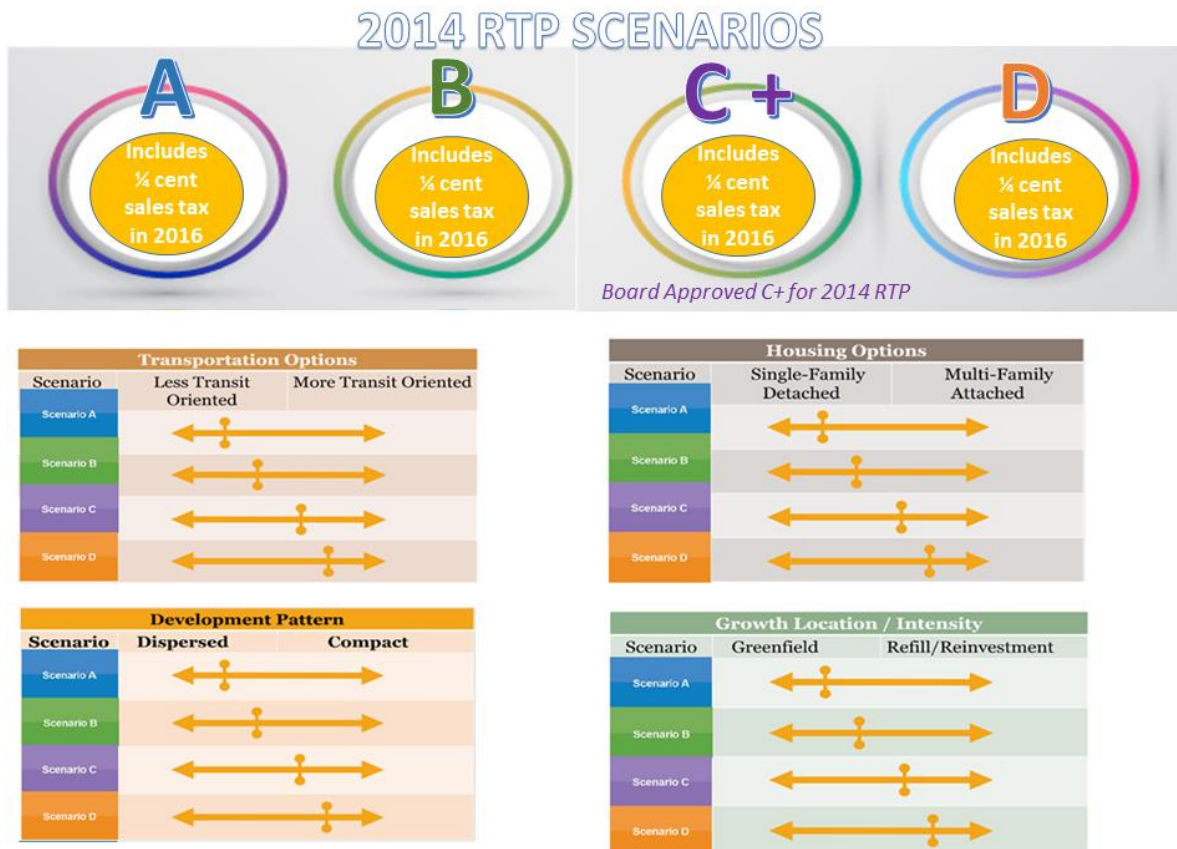 2014 RTP SCENARIOS
A
B
C +
D
Includes
¼ cent
sales tax
in 2016
Includes
¼ cent
sales tax
in 2016
Includes
¼ cent
sales tax
in 2016
Includes
¼ cent
sales tax
in 2016
Board Approved C+ for 2014 RTP
Transportation Options
Scenario Less Transit Oriented More Transit Oriented
Scenario A
Scenario B
Scenario C
Scenario D
Housing Options
Scenario Single-Family Detached Multi-Family Attached
Scenario A
Scenario B
Scenario C
Scenario D
Development Pattern
Scenario Dispersed Compact
Scenario A
Scenario B
Scenario C
Scenario D
Growth Location / Intensity
Scenario Greenfield Refill/Reinvestment
Scenario A
Scenario B
Scenario C
Scenario D